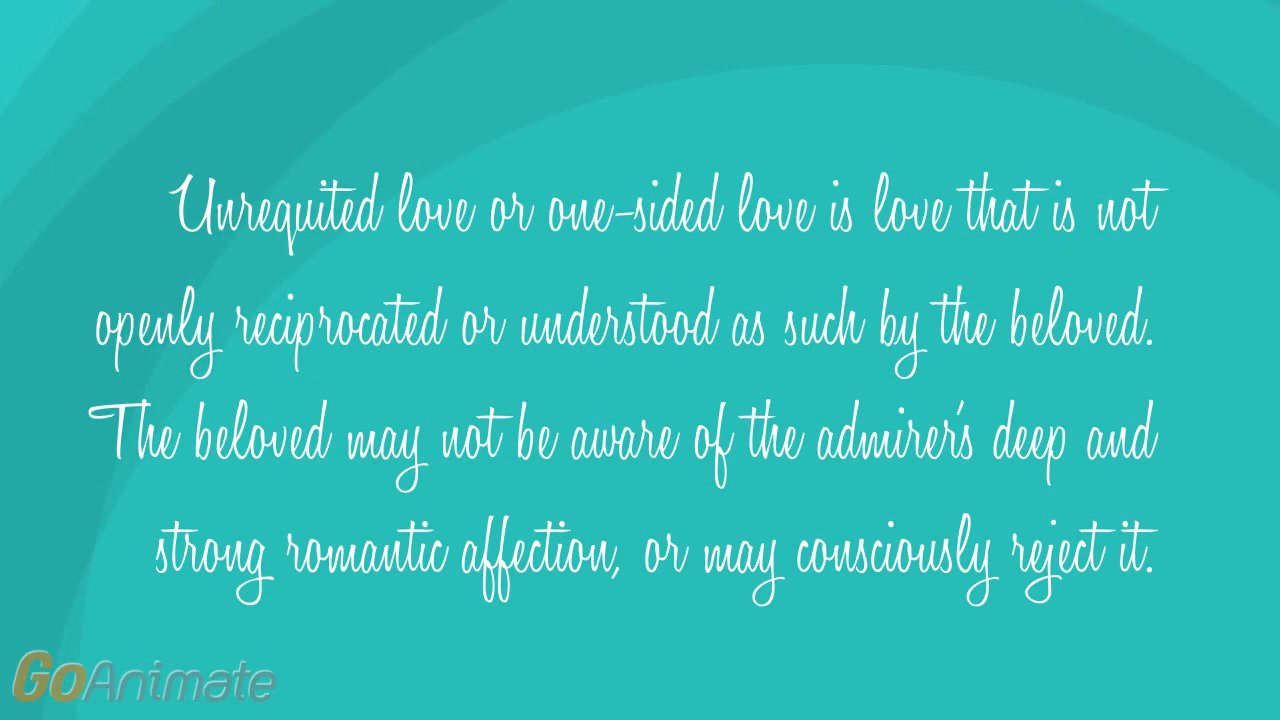 Unrequited love or one-sided love is love that is not
openly reciprocated or understood as such by the beloved.
The beloved may not be aware of the admirer's deep and
strong romantic affection, or may consciously reject it.
GoAnimate